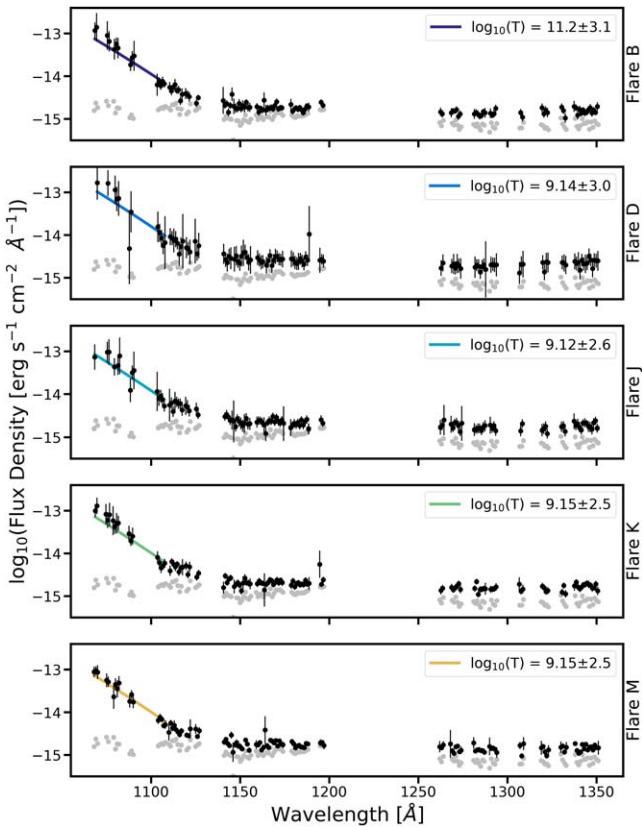 log₁₀(Flux Density [erg s⁻¹ cm⁻² Å⁻¹])
−13
−14
−15
log₁₀(T) = 11.2±3.1
Flare B
−13
−14
−15
log₁₀(T) = 9.14±3.0
Flare D
−13
−14
−15
log₁₀(T) = 9.12±2.6
Flare J
−13
−14
−15
log₁₀(T) = 9.15±2.5
Flare K
−13
−14
−15
log₁₀(T) = 9.15±2.5
Flare M
1100 1150 1200 1250 1300 1350
Wavelength [Å]